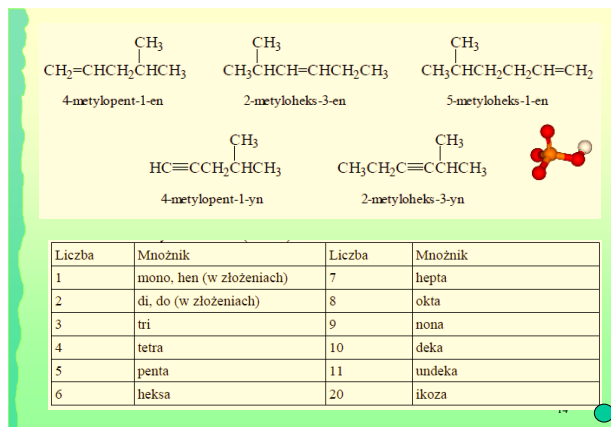 CH3 CH3 CH3
CH2=CHCH2CHCH3 CH3CHCH=CHCH2CH3 CH3CHCH2CH2CH=CH2
4-metylopent-1-en 2-metyloheks-3-en 5-metyloheks-1-en
CH3 CH3
HC≡CCH2CHCH3 CH3CH2C≡CCHCH3
4-metylopent-1-yn 2-metyloheks-3-yn
Liczba Mnożnik Liczba Mnożnik
1 mono, hen (w złożeniach) 7 hepta
2 di, do (w złożeniach) 8 okta
3 tri 9 nona
4 tetra 10 deka
5 penta 11 undeka
6 heksa 20 ikoza